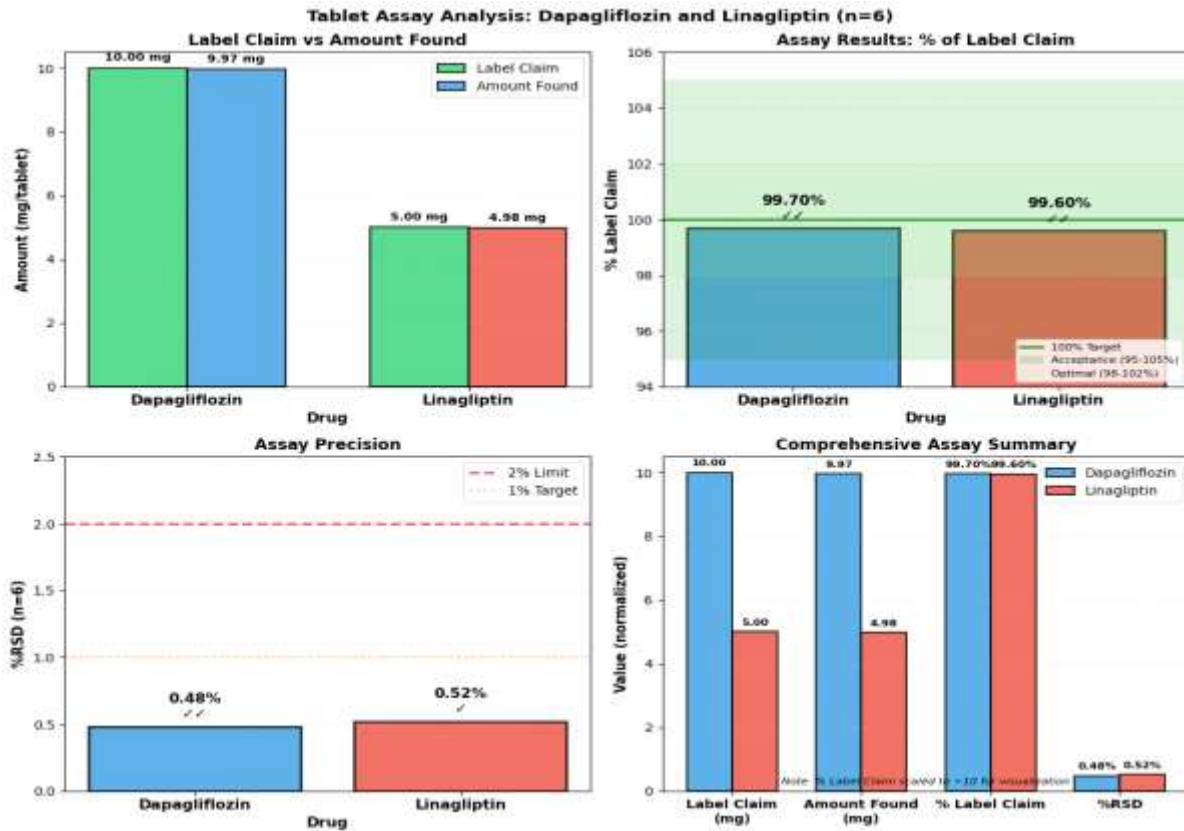 Tablet Assay Analysis: Dapagliflozin and Linagliptin (n=6)
Label Claim vs Amount Found
10.00 mg 9.97 mg
5.00 mg 4.98 mg
Label Claim
Amount Found
Amount (mg/tablet)
10
8
6
4
2
0
Dapagliflozin Linagliptin
Drug
Assay Results: % of Label Claim
% Label Claim
106
104
102
100
98
96
94
99.70%
✓✓
99.60%
✓✓
100% Target
Acceptance (95-105%)
Optimal (98-102%)
Dapagliflozin Linagliptin
Drug
Assay Precision
%RSD (n=6)
2.5
2.0
1.5
1.0
0.5
0.0
2% Limit
1% Target
0.48%
✓✓
0.52%
✓
Dapagliflozin Linagliptin
Drug
Comprehensive Assay Summary
Value (normalized)
10
8
6
4
2
0
10.00 9.97 99.70% 99.60%
Dapagliflozin
Linagliptin
5.00 4.98
0.48% 0.52%
Note: % Label Claim scaled to for visualization
Label Claim
(mg)
Amount Found
(mg)
% Label Claim
%RSD